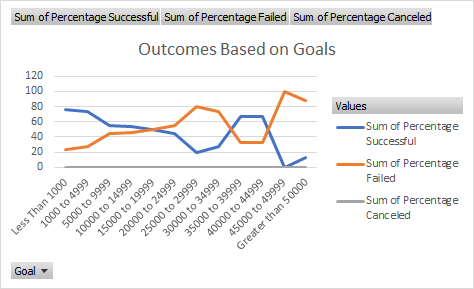 Sum of Percentage Successful Sum of Percentage Failed Sum of Percentage Canceled
Outcomes Based on Goals
120
100
80
60
40
20
0
Less Than 1000
1000 to 4999
5000 to 9999
10000 to 14999
15000 to 19999
20000 to 24999
25000 to 29999
30000 to 34999
35000 to 39999
40000 to 44999
45000 to 49999
Greater than 50000
Values
Sum of Percentage
Successful
Sum of Percentage
Failed
Sum of Percentage
Canceled
Goal